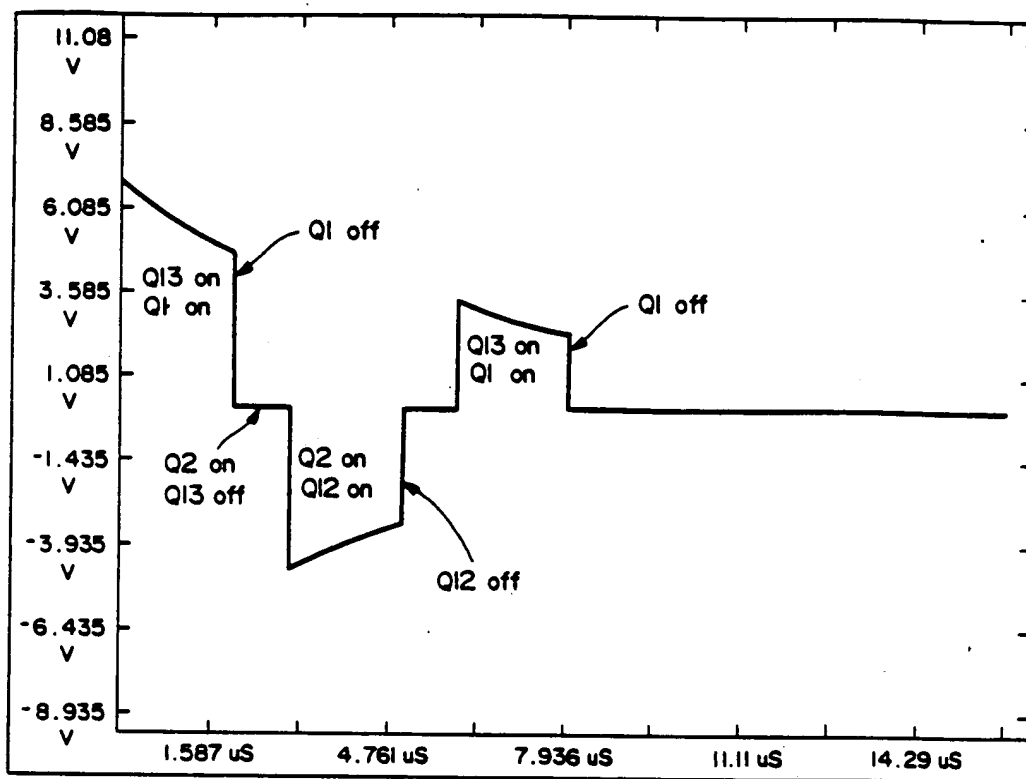 11.08
V
8.585
V
6.085
V
3.585
V
1.085
V
-1.435
V
-3.935
V
-6.435
V
-8.935
V
Q1 off
Q13 on
Q1 on
Q2 on
Q13 off
Q2 on
Q12 on
Q12 off
Q13 on
Q1 on
Q1 off
1.587 uS
4.761 uS
7.936 uS
11.11 uS
14.29 uS